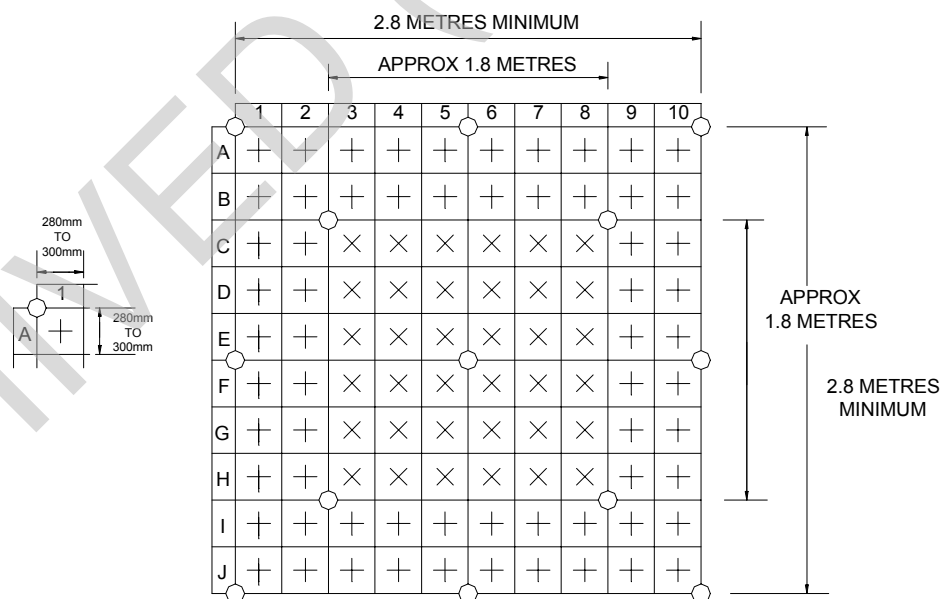 2.8 METRES MINIMUM
APPROX 1.8 METRES
1 2 3 4 5 6 7 8 9 10
A
B
C
D
E
F
G
H
I
J
280mm
TO
300mm
1
A
280mm
TO
300mm
APPROX
1.8 METRES
2.8 METRES
MINIMUM